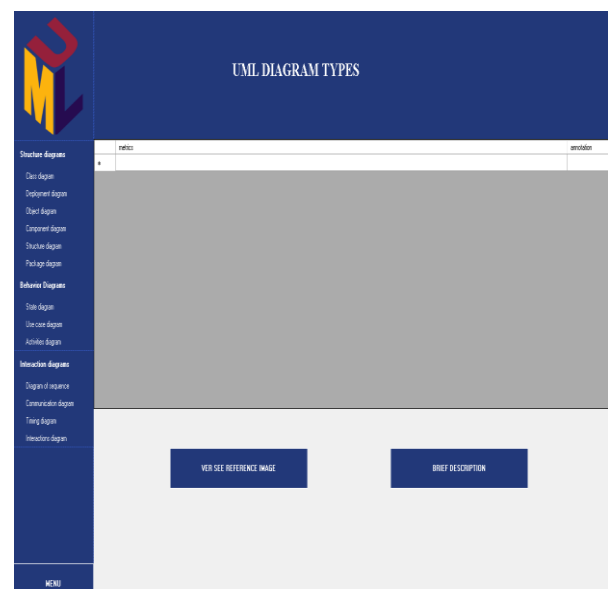 UML
UML DIAGRAM TYPES
metrics annotation
*
Structure diagrams
Class diagram
Deployment diagram
Object diagram
Component diagram
Structure diagram
Package diagram
Behavior Diagrams
State diagram
Use case diagram
Activities diagram
Interaction diagrams
Diagram of sequence
Communication diagram
Timing diagram
Interactions diagram
VER SEE REFERENCE IMAGE
BRIEF DESCRIPTION
MENU